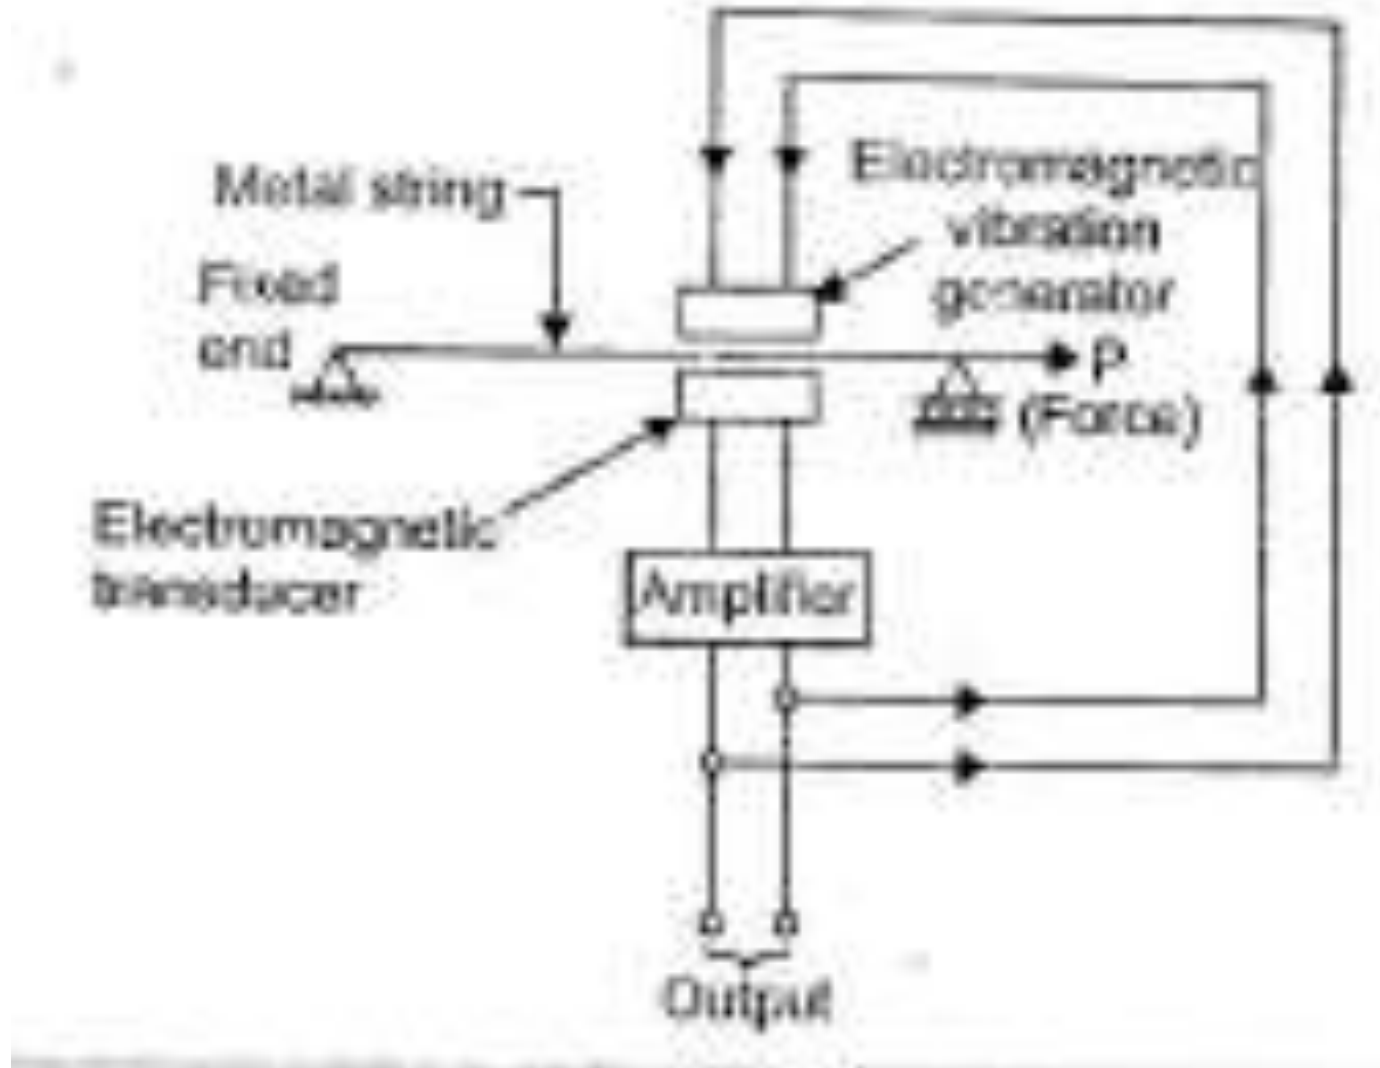 Metal string
Fixed
end
Electromagnetic
vibration
generator
P
(Force)
Electromagnetic
transducer
Amplifier
Output